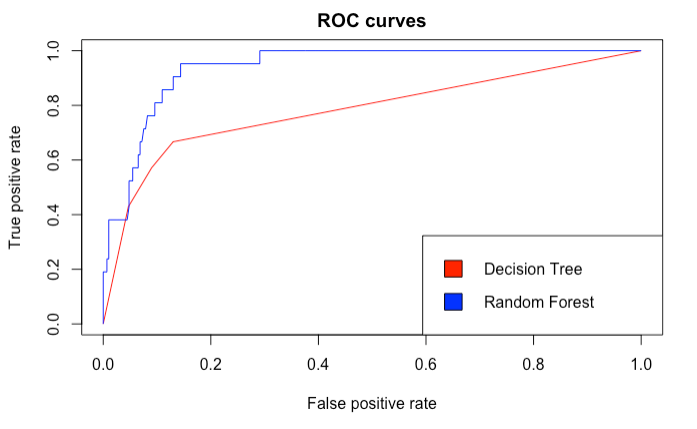 ROC curves
True positive rate
1.0
0.8
0.6
0.4
0.2
0.0
Decision Tree
Random Forest
0.0 0.2 0.4 0.6 0.8 1.0
False positive rate